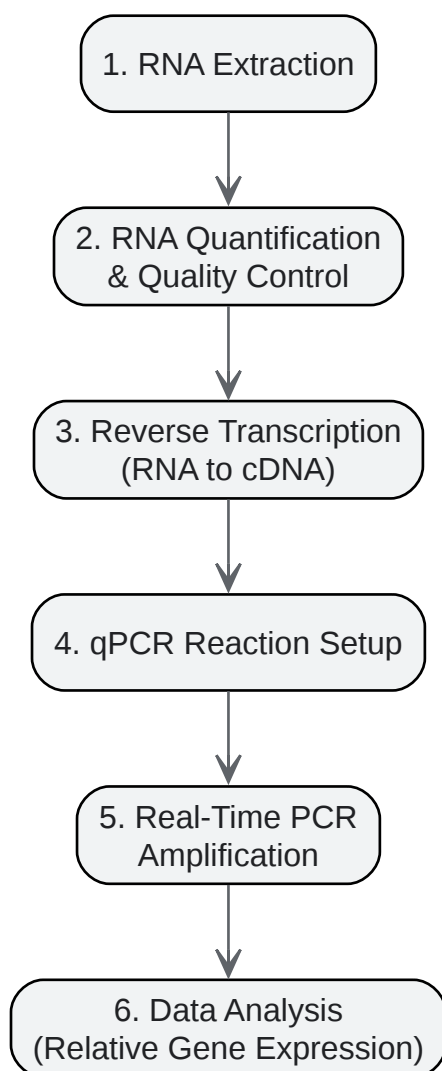 1. RNA Extraction
2. RNA Quantification
& Quality Control
3. Reverse Transcription
(RNA to cDNA)
4. qPCR Reaction Setup
5. Real-Time PCR
Amplification
6. Data Analysis
(Relative Gene Expression)